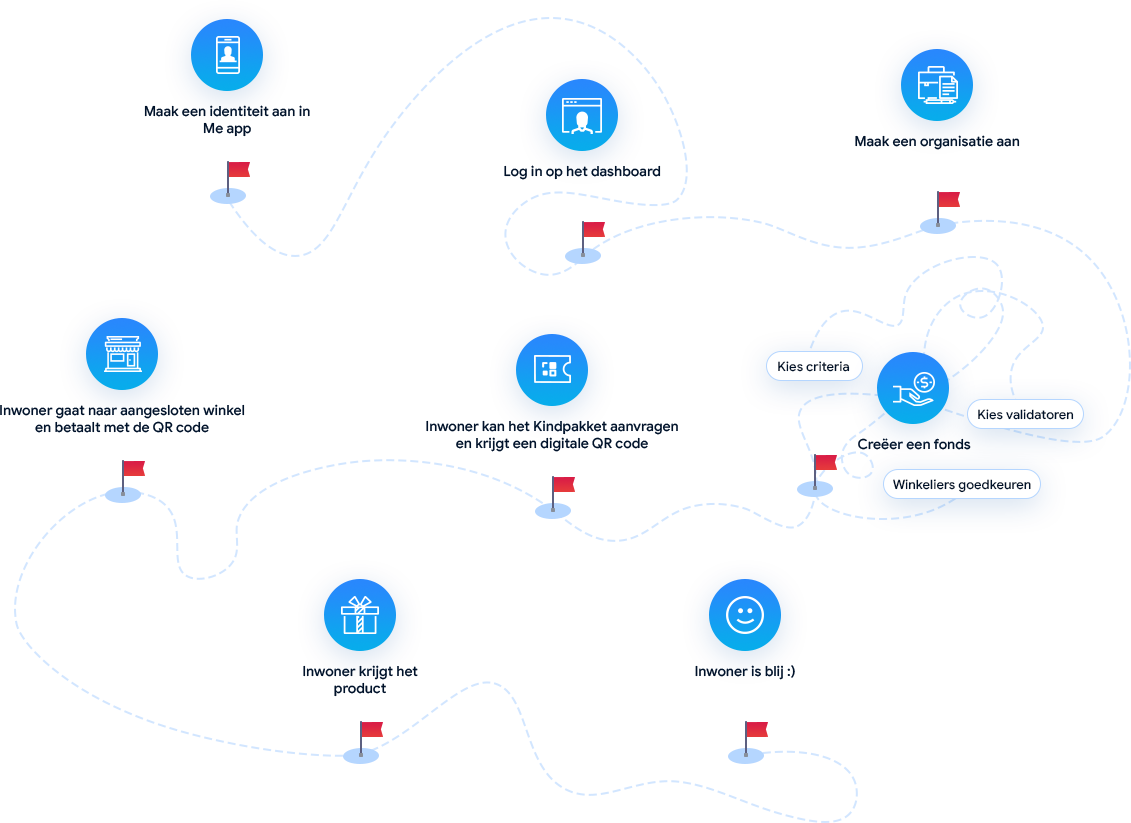 Maak een identiteit aan in
Me app
Log in op het dashboard
Maak een organisatie aan
Kies criteria
Creëer een fonds
Kies validatoren
Winkeliers goedkeuren
Inwoner kan het Kindpakket aanvragen
en krijgt een digitale QR code
Inwoner gaat naar aangesloten winkel
en betaalt met de QR code
Inwoner krijgt het
product
Inwoner is blij :)